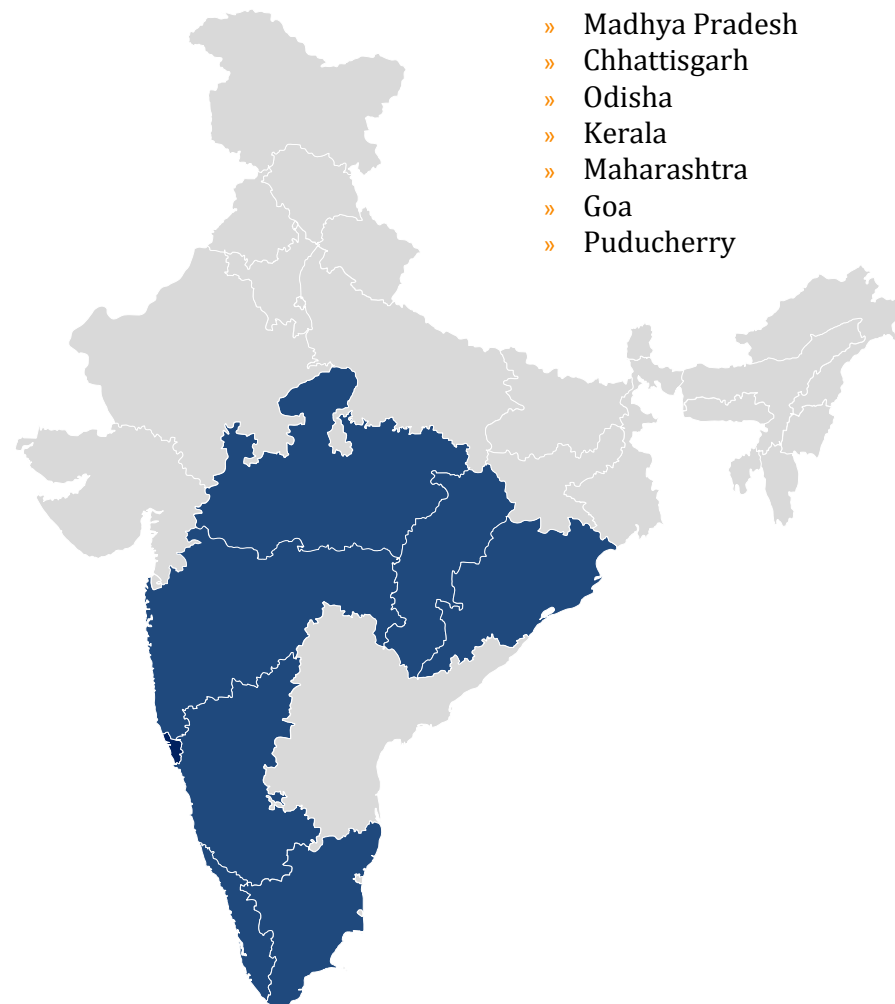 » Madhya Pradesh
» Chhattisgarh
» Odisha
» Kerala
» Maharashtra
» Goa
» Puducherry